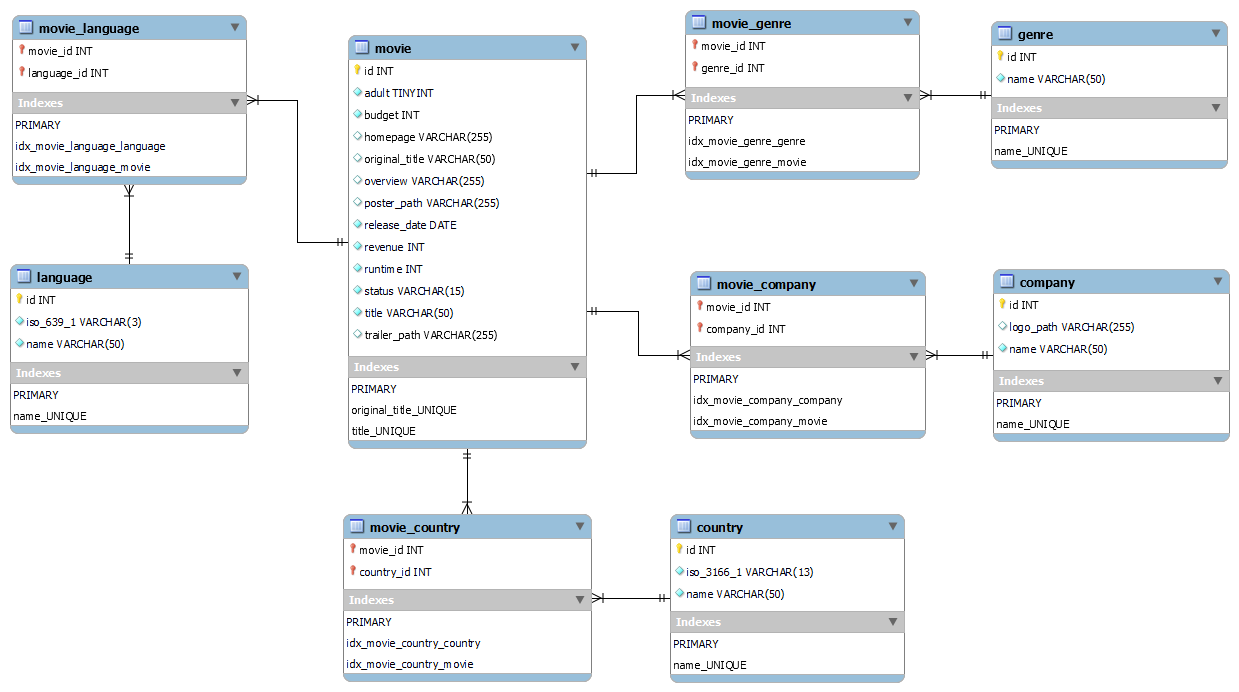 movie_language
movie_id INT
language_id INT
Indexes
PRIMARY
idx_movie_language_language
idx_movie_language_movie
language
id INT
iso_639_1 VARCHAR(3)
name VARCHAR(50)
Indexes
PRIMARY
name_UNIQUE
movie
id INT
adult TINYINT
budget INT
homepage VARCHAR(255)
original_title VARCHAR(50)
overview VARCHAR(255)
poster_path VARCHAR(255)
release_date DATE
revenue INT
runtime INT
status VARCHAR(15)
title VARCHAR(50)
trailer_path VARCHAR(255)
Indexes
PRIMARY
original_title_UNIQUE
title_UNIQUE
movie_genre
movie_id INT
genre_id INT
Indexes
PRIMARY
idx_movie_genre_genre
idx_movie_genre_movie
genre
id INT
name VARCHAR(50)
Indexes
PRIMARY
name_UNIQUE
movie_company
movie_id INT
company_id INT
Indexes
PRIMARY
idx_movie_company_company
idx_movie_company_movie
company
id INT
logo_path VARCHAR(255)
name VARCHAR(50)
Indexes
PRIMARY
name_UNIQUE
movie_country
movie_id INT
country_id INT
Indexes
PRIMARY
idx_movie_country_country
idx_movie_country_movie
country
id INT
iso_3166_1 VARCHAR(13)
name VARCHAR(50)
Indexes
PRIMARY
name_UNIQUE